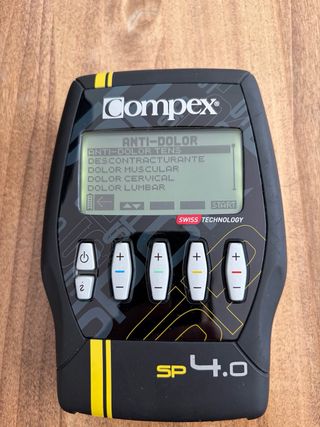 Compex®
ANTI-DOLOR
ANTI-DOLOR TENS
DESCONTRACTURANTE
DOLOR MUSCULAR
DOLOR CERVICAL
DOLOR LUMBAR
START
SWISS TECHNOLOGY
+ + + +
- - - -
SP 4.0